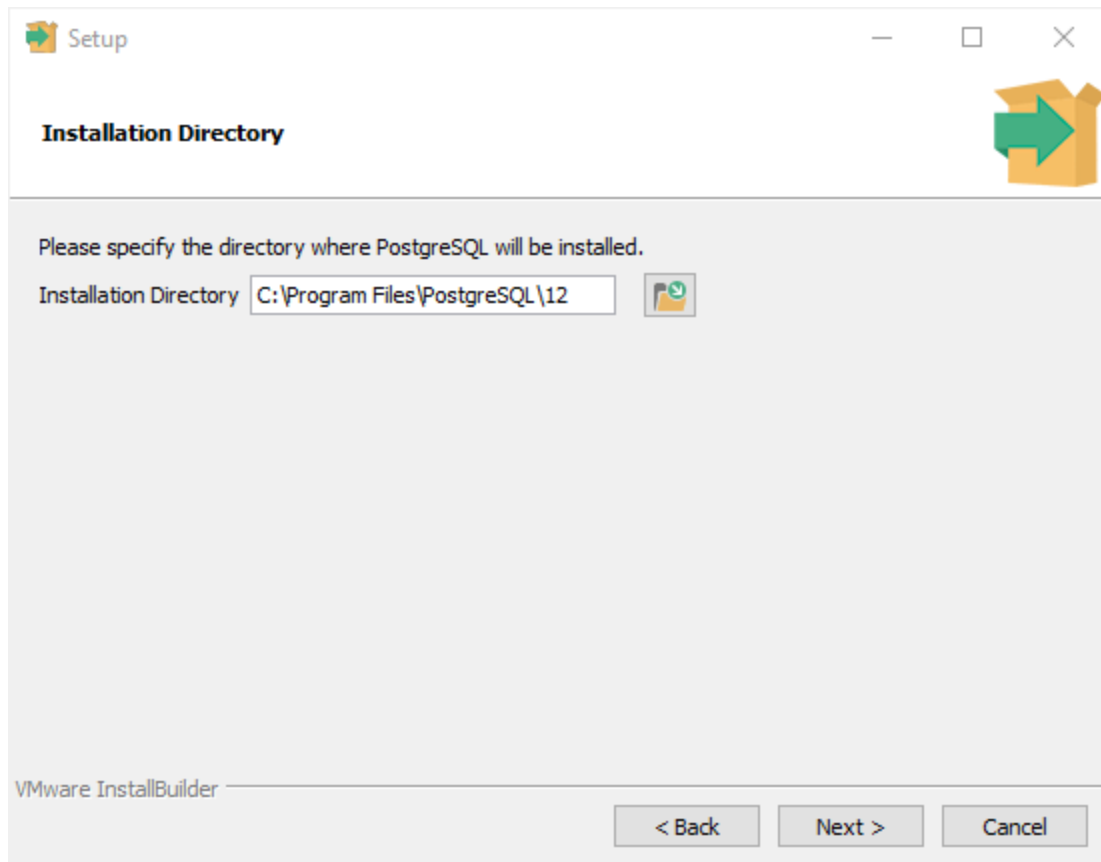 Setup
Installation Directory
Please specify the directory where PostgreSQL will be installed.
Installation Directory C:\Program Files\PostgreSQL\12
VMware InstallBuilder
< Back Next > Cancel